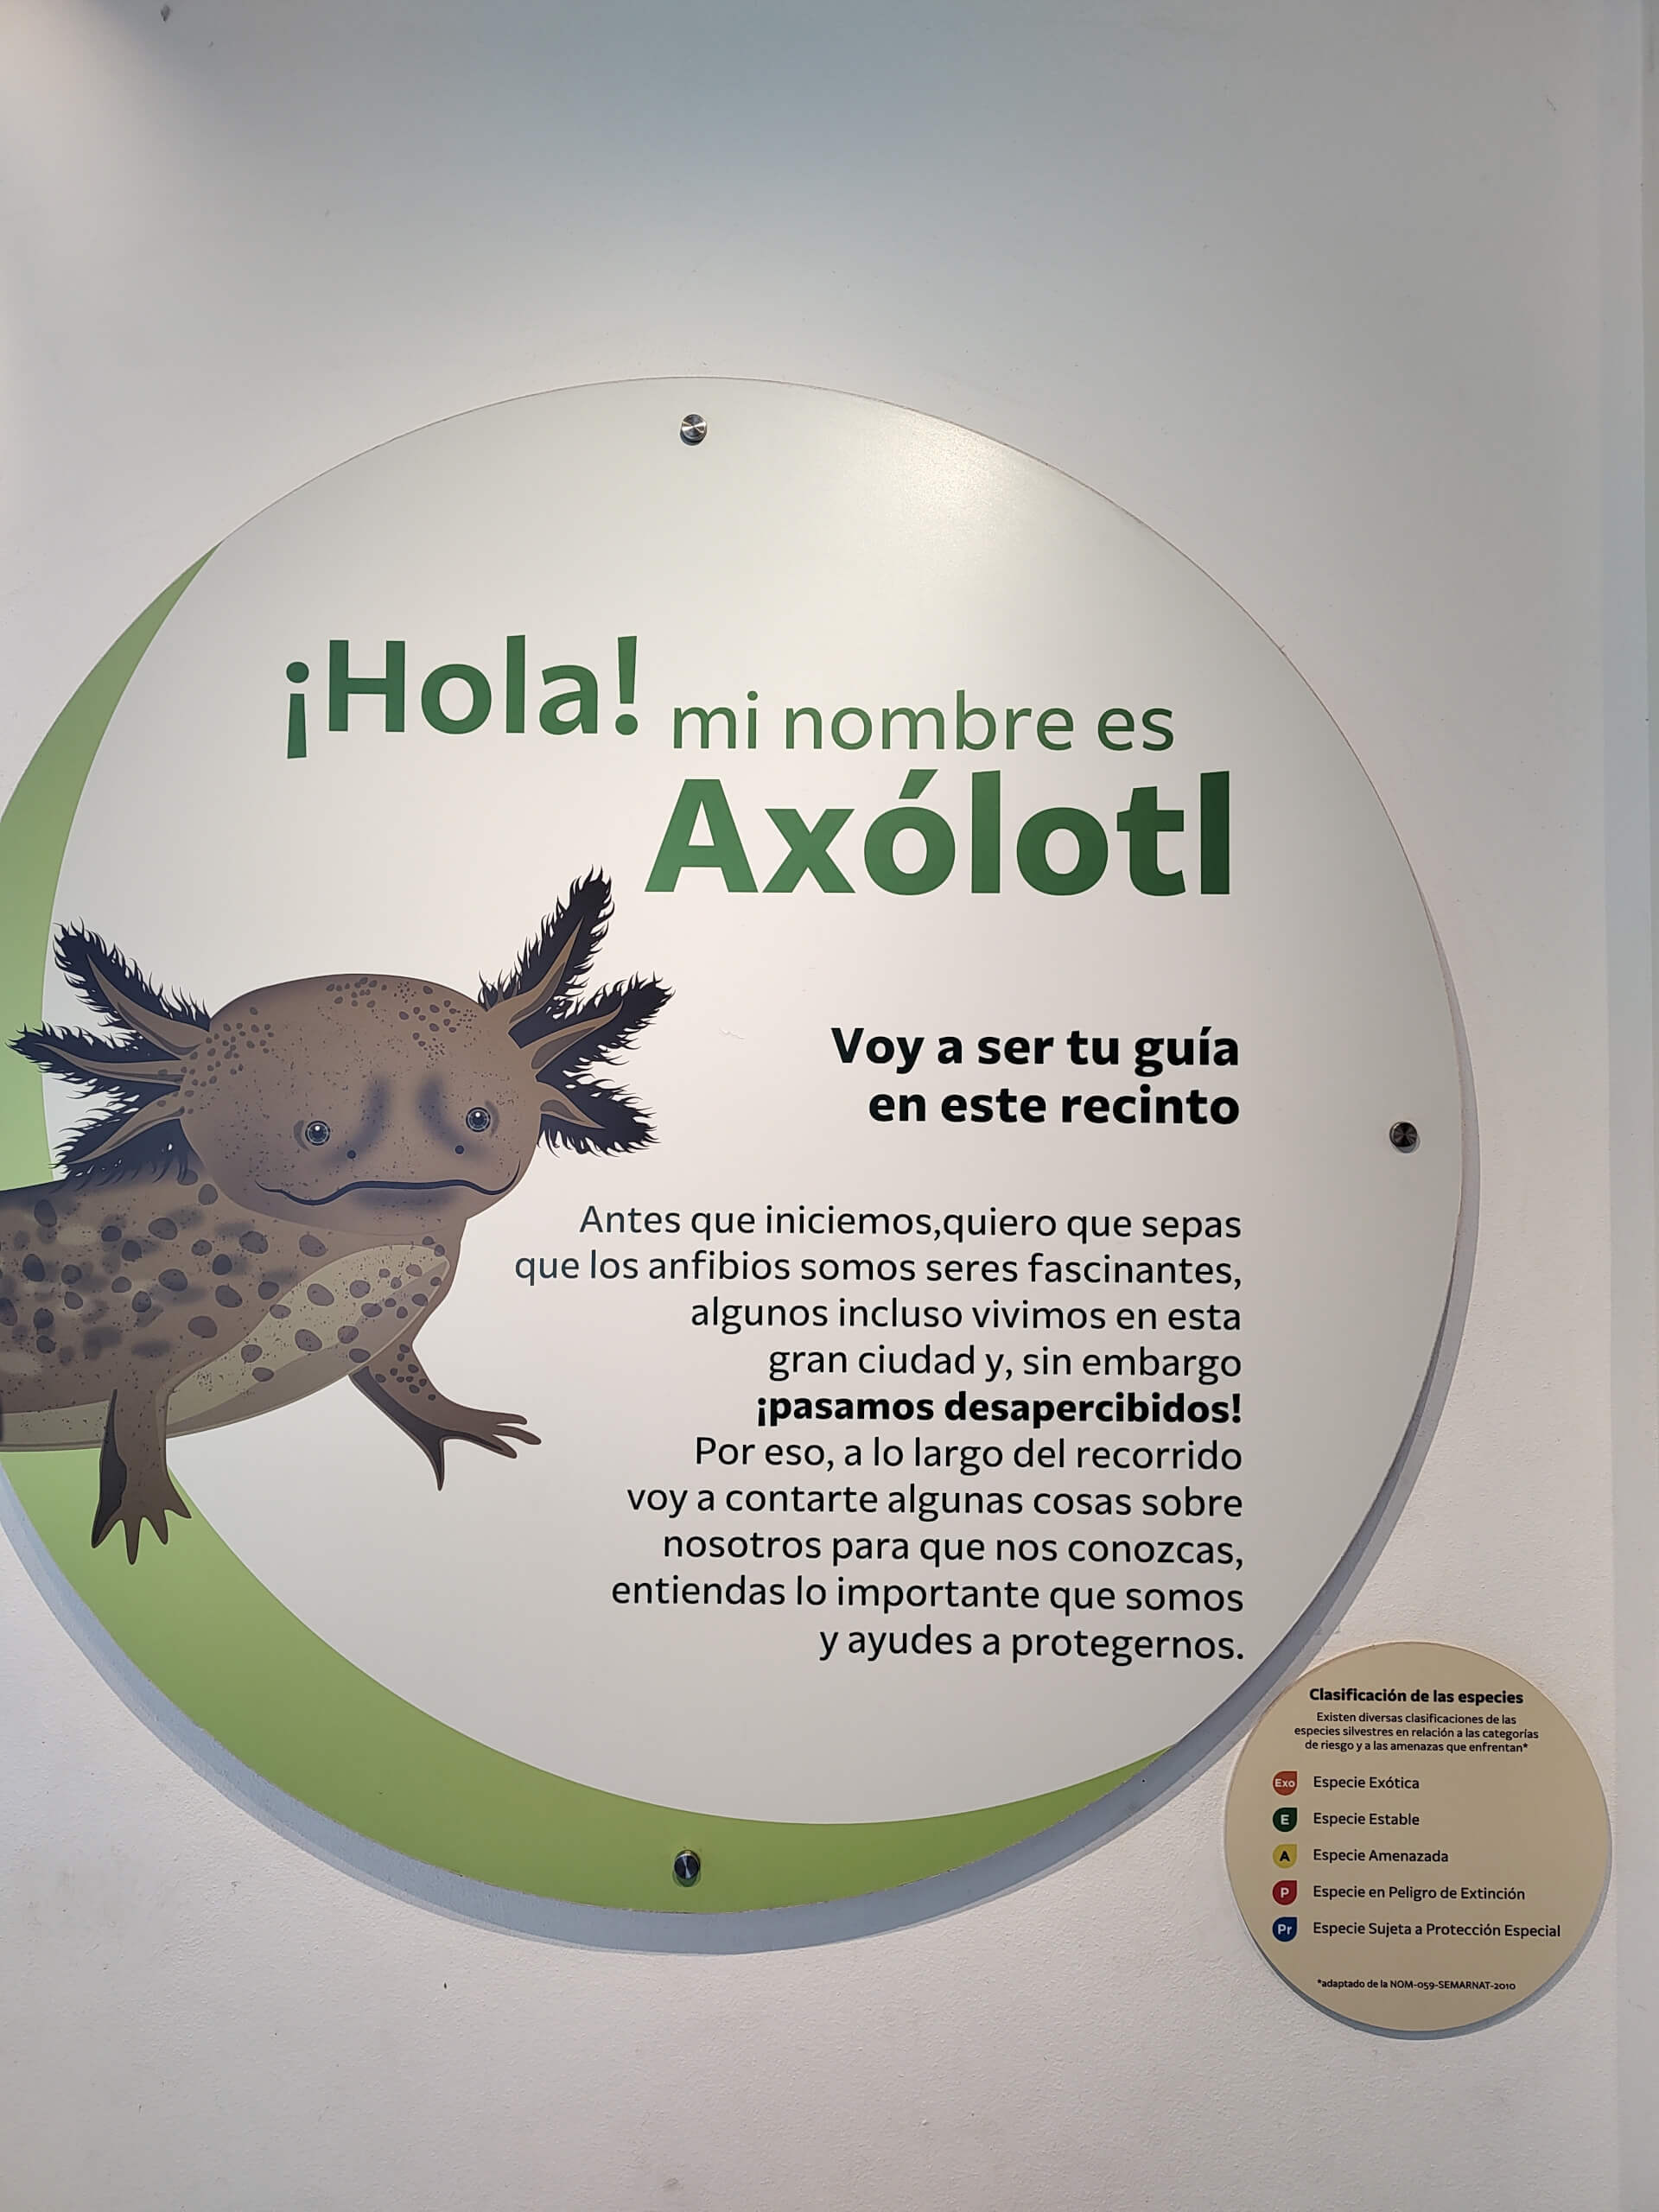 ¡Hola! mi nombre es
Axólotl
Voy a ser tu guía
en este recinto
Antes que iniciemos,quiero que sepas
que los anfibios somos seres fascinantes,
algunos incluso vivimos en esta
gran ciudad y, sin embargo
¡pasamos desapercibidos!
Por eso, a lo largo del recorrido
voy a contarte algunas cosas sobre
nosotros para que nos conozcas,
entiendas lo importante que somos
y ayudes a protegernos.
Clasificación de las especies
Existen diversas clasificaciones de las
especies silvestres en relación a las categorías
de riesgo y a las amenazas que enfrentan*
Exo Especie Exótica
E Especie Estable
A Especie Amenazada
P Especie en Peligro de Extinción
Pr Especie Sujeta a Protección Especial
*adaptado de la NOM-059-SEMARNAT-2010